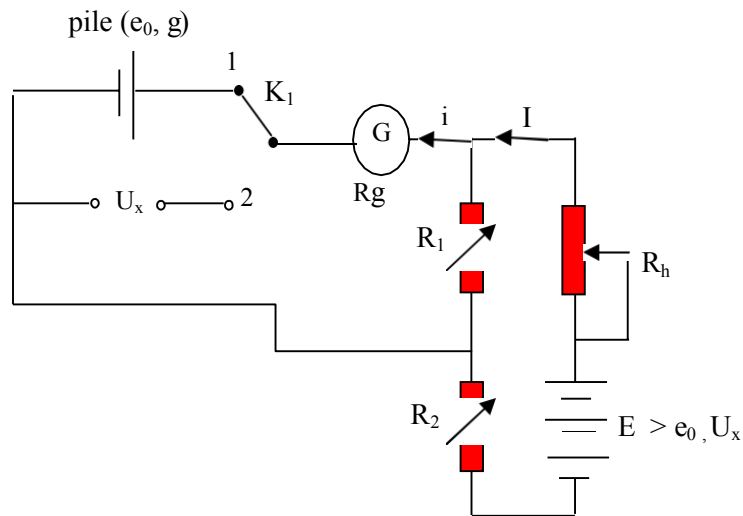 pile (e₀, g)
1
K₁
G
i
I
Rg
Uₓ
2
R₁
Rₕ
R₂
E > e₀ , Uₓ